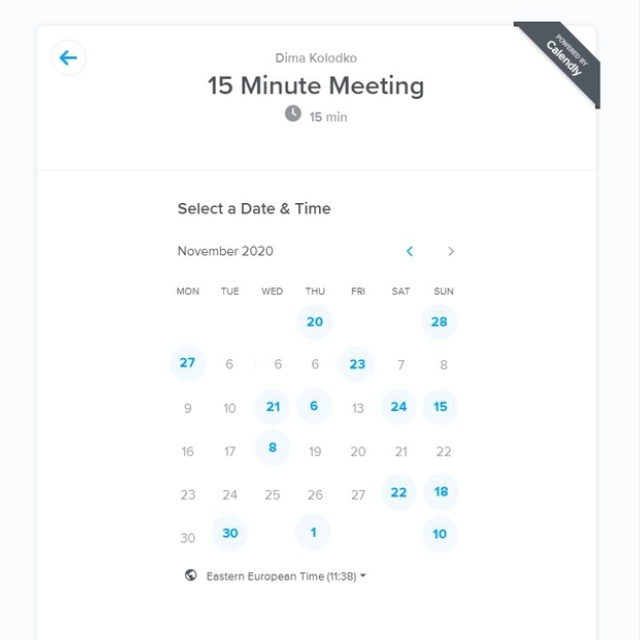 POWERED BY
Calendly
Dima Kolodko
15 Minute Meeting
15 min
Select a Date & Time
November 2020
MON TUE WED THU FRI SAT SUN
20 28
27 6 6 6 23 7 8
9 10 21 6 13 24 15
16 17 8 19 20 21 22
23 24 25 26 27 22 18
30 30 1 10
Eastern European Time (11:38)